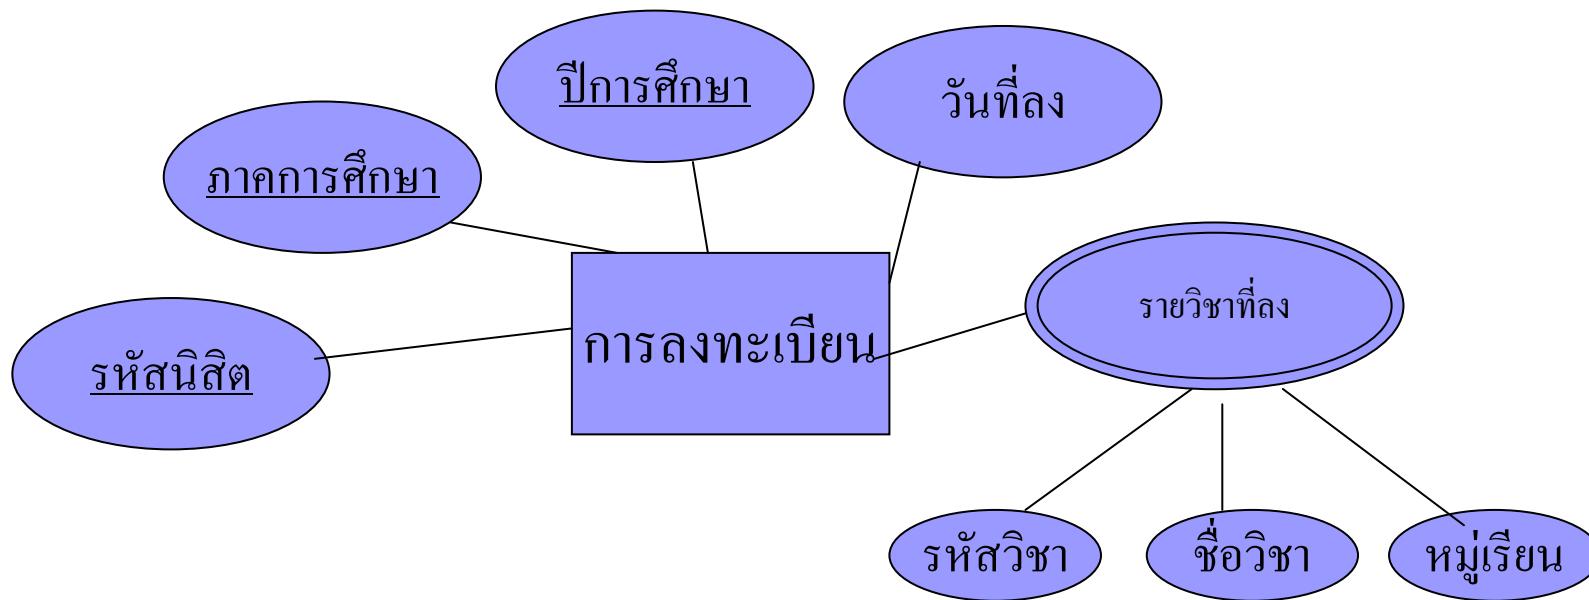 ปีการศึกษา
วันที่ลง
ภาคการศึกษา
รายวิชาที่ลง
การลงทะเบียน
รหัสนิสิต
รหัสวิชา
ชื่อวิชา
หมู่เรียน